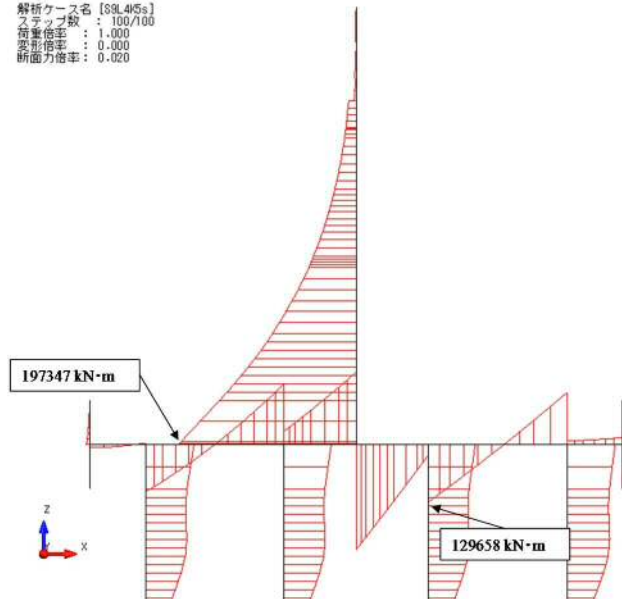 解析ケース名 [S9L4K5s]
ステップ数 : 100/100
荷重倍率 : 1.000
変形倍率 : 0.000
断面力倍率 : 0.020
197347 kN·m
Z
X
129658 kN·m